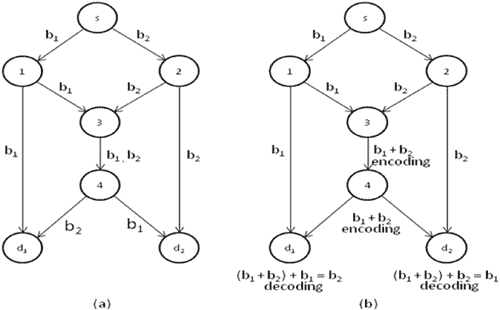 s
b₁ b₂
1 2
b₁ b₂
3
b₁ b₁, b₂ b₂
4
b₂ b₁
d₁ d₂
(a)
s
b₁ b₂
1 2
b₁ b₂
3
b₁ + b₂
encoding
b₁ b₂
4
b₁ + b₂
encoding
d₁ d₂
(b₁ + b₂) + b₁ = b₂
decoding
(b₁ + b₂) + b₂ = b₁
decoding
(b)